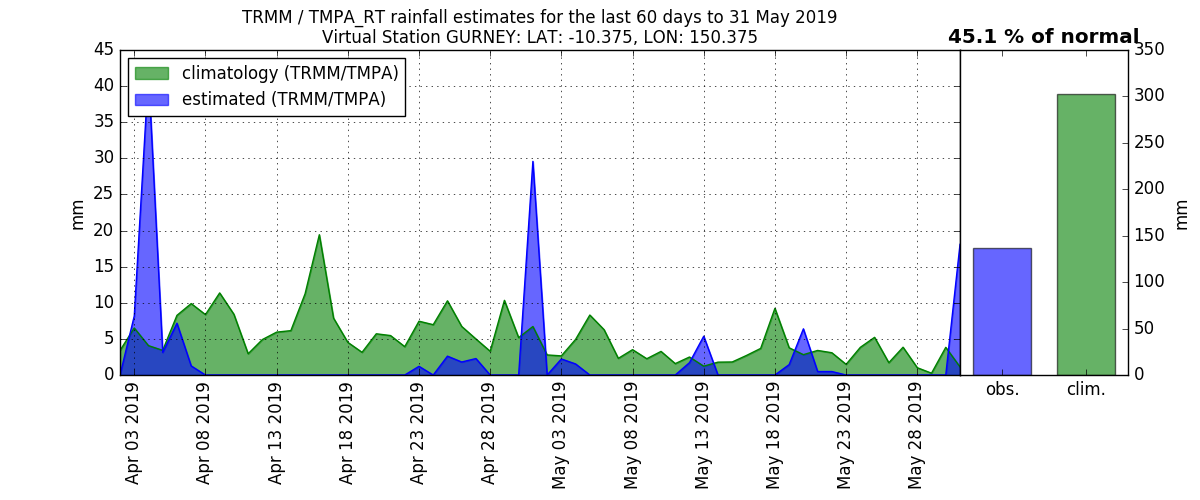 TRMM / TMPA_RT rainfall estimates for the last 60 days to 31 May 2019
Virtual Station GURNEY: LAT: -10.375, LON: 150.375
45.1 % of normal
climatology (TRMM/TMPA)
estimated (TRMM/TMPA)
mm
45
40
35
30
25
20
15
10
5
0
Apr 03 2019
Apr 08 2019
Apr 13 2019
Apr 18 2019
Apr 23 2019
Apr 28 2019
May 03 2019
May 08 2019
May 13 2019
May 18 2019
May 23 2019
May 28 2019
obs.
clim.
350
300
250
200
150
100
50
0
mm